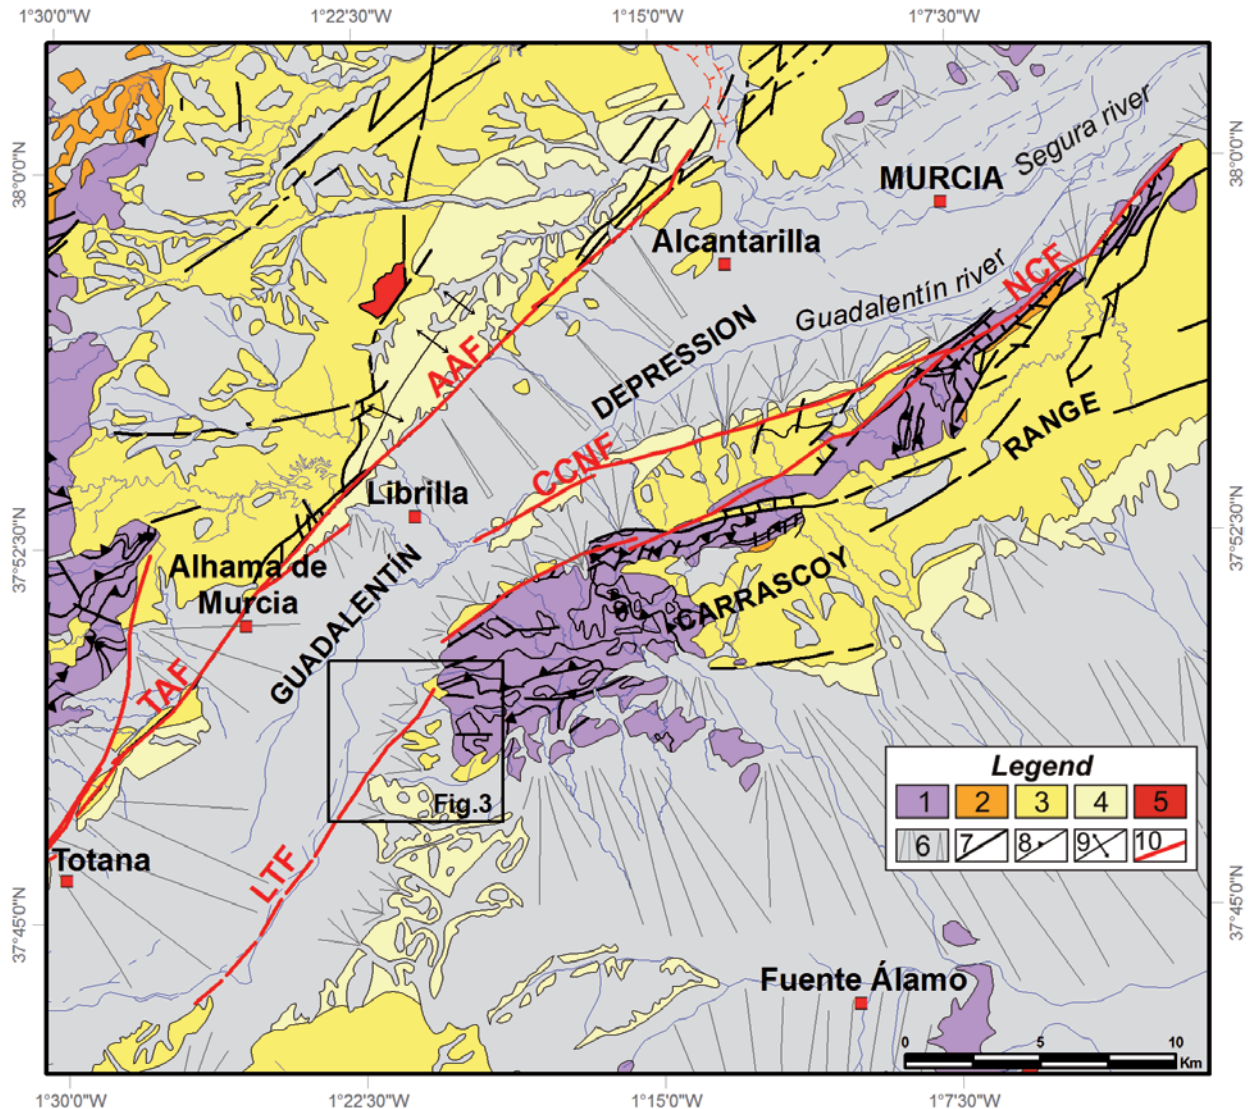 1°30'0"W
1°22'30"W
1°15'0"W
1°7'30"W
38°0'0"N
38°0'0"N
Segura river
MURCIA
Alcantarilla
NCF
Guadalentín river
DEPRESSION
AAF
RANGE
CCNF
Librilla
37°52'30"N
37°52'30"N
Alhama de
Murcia
GUADALENTÍN
CARRASCOY
TAF
Legend
1
2
3
4
5
6
7
8
9
10
Fig.3
Totana
LTF
37°45'0"N
37°45'0"N
Fuente Álamo
0
5
10
Km
1°30'0"W
1°22'30"W
1°15'0"W
1°7'30"W